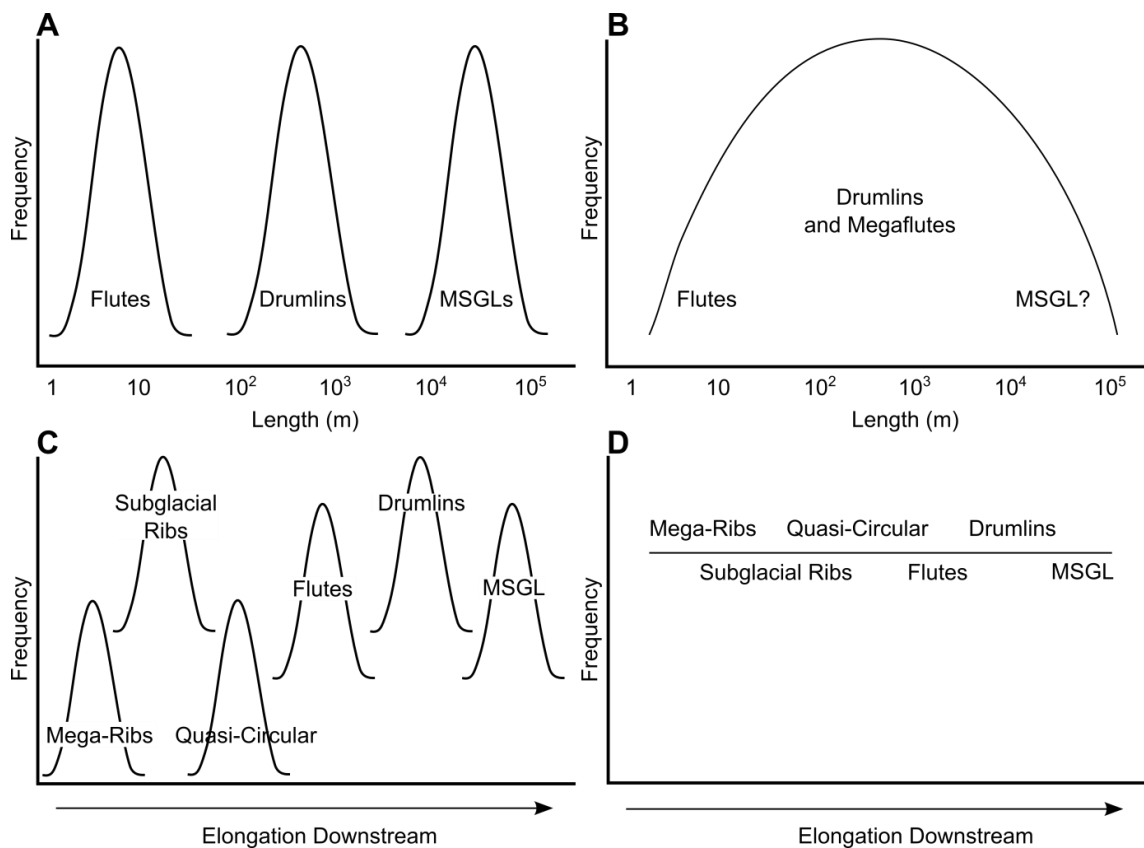 A
Frequency
Flutes
Drumlins
MSGLs
1 10 10² 10³ 10⁴ 10⁵
Length (m)
B
Frequency
Drumlins
and Megaflutes
Flutes
MSGL?
1 10 10² 10³ 10⁴ 10⁵
Length (m)
C
Frequency
Subglacial
Ribs
Drumlins
Flutes
MSGL
Mega-Ribs
Quasi-Circular
Elongation Downstream
D
Frequency
Mega-Ribs Quasi-Circular Drumlins
Subglacial Ribs Flutes MSGL
Elongation Downstream